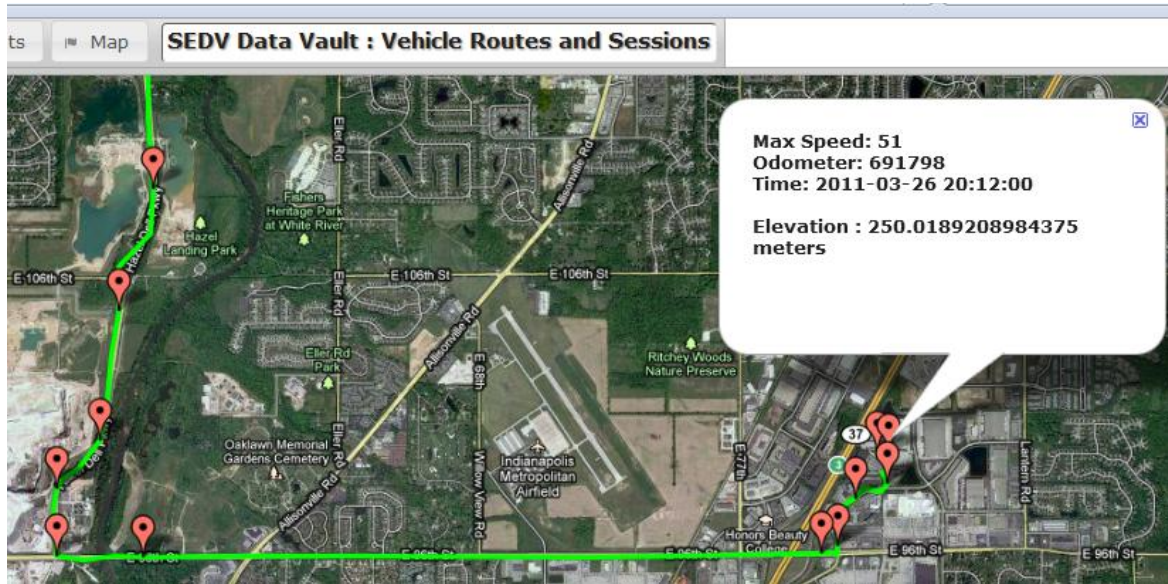 ts
Map
SEDV Data Vault : Vehicle Routes and Sessions
Max Speed: 51
Odometer: 691798
Time: 2011-03-26 20:12:00
Elevation : 250.0189208984375
meters
Eller Rd
Allisonville Rd
Fishers
Heritage Park
at White River
Hazel
Landing Park
E 106th St
E 106th St
E 106th St
Eller Rd
Allisonville Rd
Eller Rd
Park
E 68th
Ritchey Woods
Nature Preserve
37
3
Oaklawn Memorial
Gardens Cemetery
Eller Rd
Willow View Rd
Indianapolis
Metropolitan
Airfield
E 77th
Lantern Rd
Allisonville Rd
Honors Beauty
College
E 96th St
E 96th St